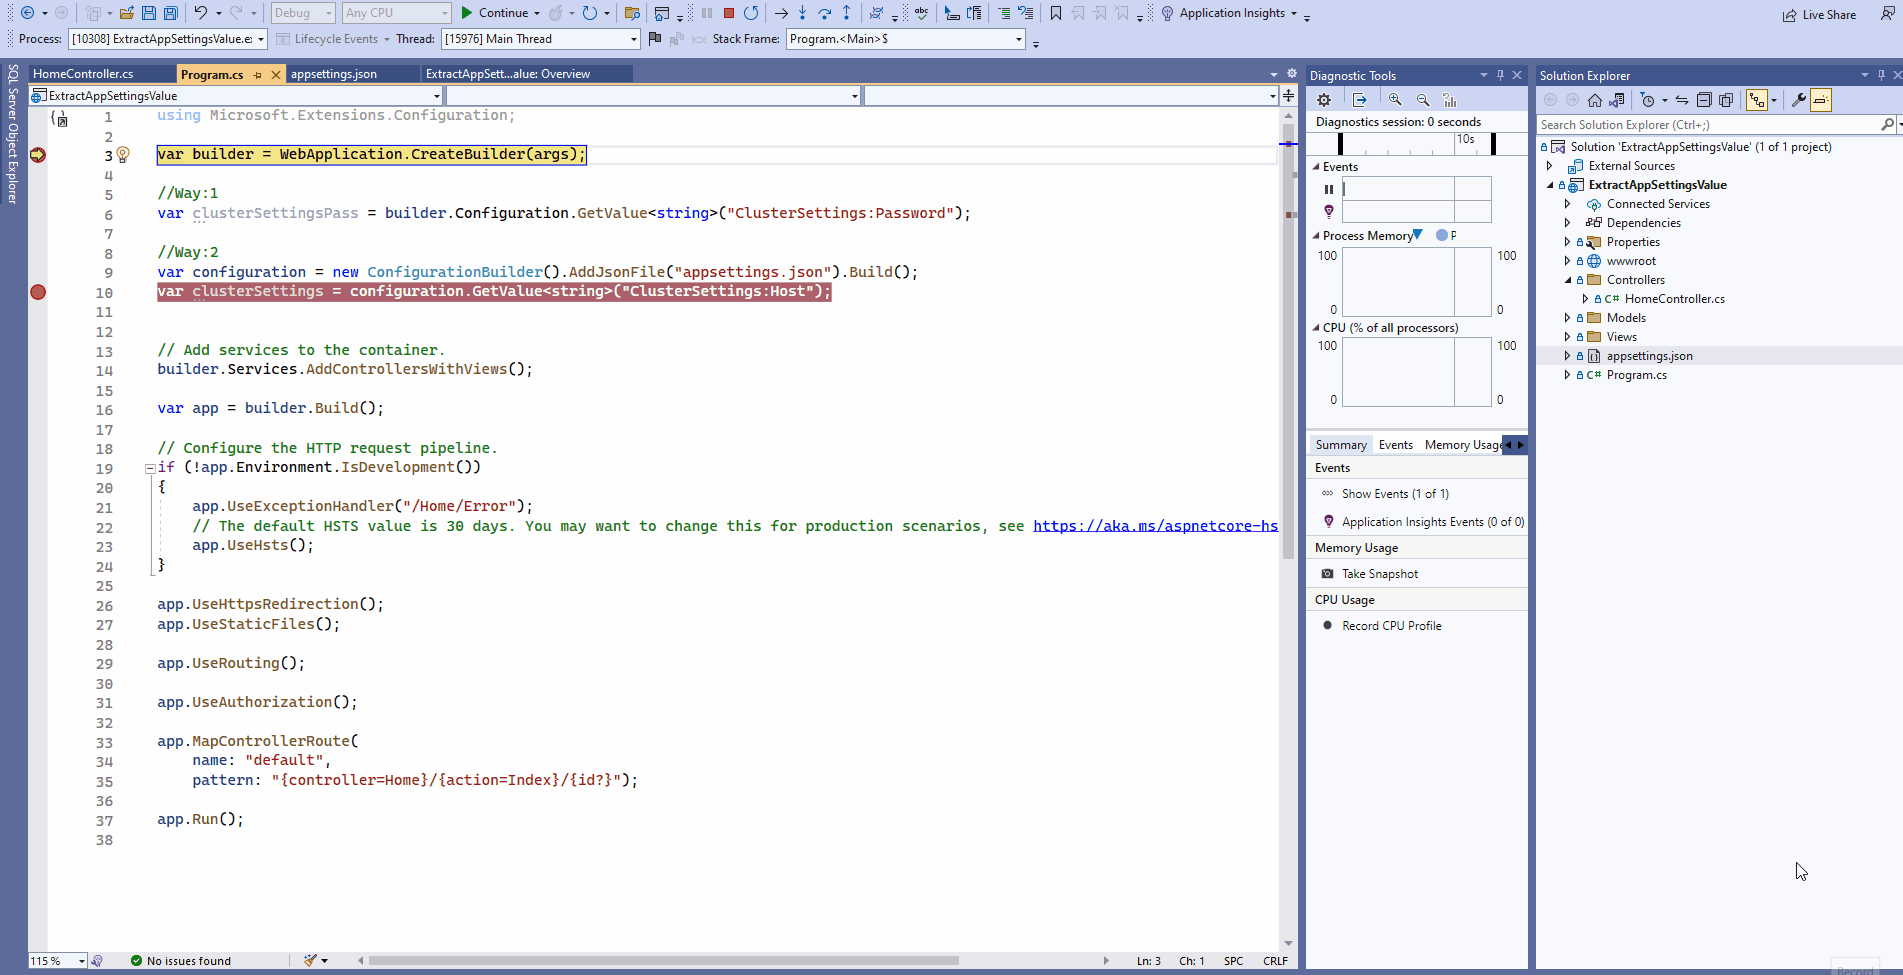 Debug
Any CPU
Continue
Application Insights
Live Share
Process: [10308] ExtractAppSettingsValue.e
Lifecycle Events
Thread: [15976] Main Thread
Stack Frame: Program.<Main>$
SQL Server Object Explorer
HomeController.cs
Program.cs
appsettings.json
ExtractAppSett...alue: Overview
ExtractAppSettingsValue
1 using Microsoft.Extensions.Configuration;
2
3 var builder = WebApplication.CreateBuilder(args);
4
5 //Way:1
6 var clusterSettingsPass = builder.Configuration.GetValue<string>("ClusterSettings:Password");
7
8 //Way:2
9 var configuration = new ConfigurationBuilder().AddJsonFile("appsettings.json").Build();
10 var clusterSettings = configuration.GetValue<string>("ClusterSettings:Host");
11
12
13 // Add services to the container.
14 builder.Services.AddControllersWithViews();
15
16 var app = builder.Build();
17
18 // Configure the HTTP request pipeline.
19 if (!app.Environment.IsDevelopment())
20 {
21 app.UseExceptionHandler("/Home/Error");
22 // The default HSTS value is 30 days. You may want to change this for production scenarios, see https://aka.ms/aspnetcore-hs
23 app.UseHsts();
24 }
25
26 app.UseHttpsRedirection();
27 app.UseStaticFiles();
28
29 app.UseRouting();
30
31 app.UseAuthorization();
32
33 app.MapControllerRoute(
34 name: "default",
35 pattern: "{controller=Home}/{action=Index}/{id?}");
36
37 app.Run();
38
115 %
No issues found
Ln: 3
Ch: 1
SPC
CRLF
Diagnostic Tools
Diagnostics session: 0 seconds
10s
Events
Process Memory
P
100
100
0
0
CPU (% of all processors)
100
100
0
0
Summary
Events
Memory Usage
Events
Show Events (1 of 1)
Application Insights Events (0 of 0)
Memory Usage
Take Snapshot
CPU Usage
Record CPU Profile
Solution Explorer
Search Solution Explorer (Ctrl+;)
Solution 'ExtractAppSettingsValue' (1 of 1 project)
External Sources
ExtractAppSettingsValue
Connected Services
Dependencies
Properties
wwwroot
Controllers
C# HomeController.cs
Models
Views
appsettings.json
C# Program.cs
Record